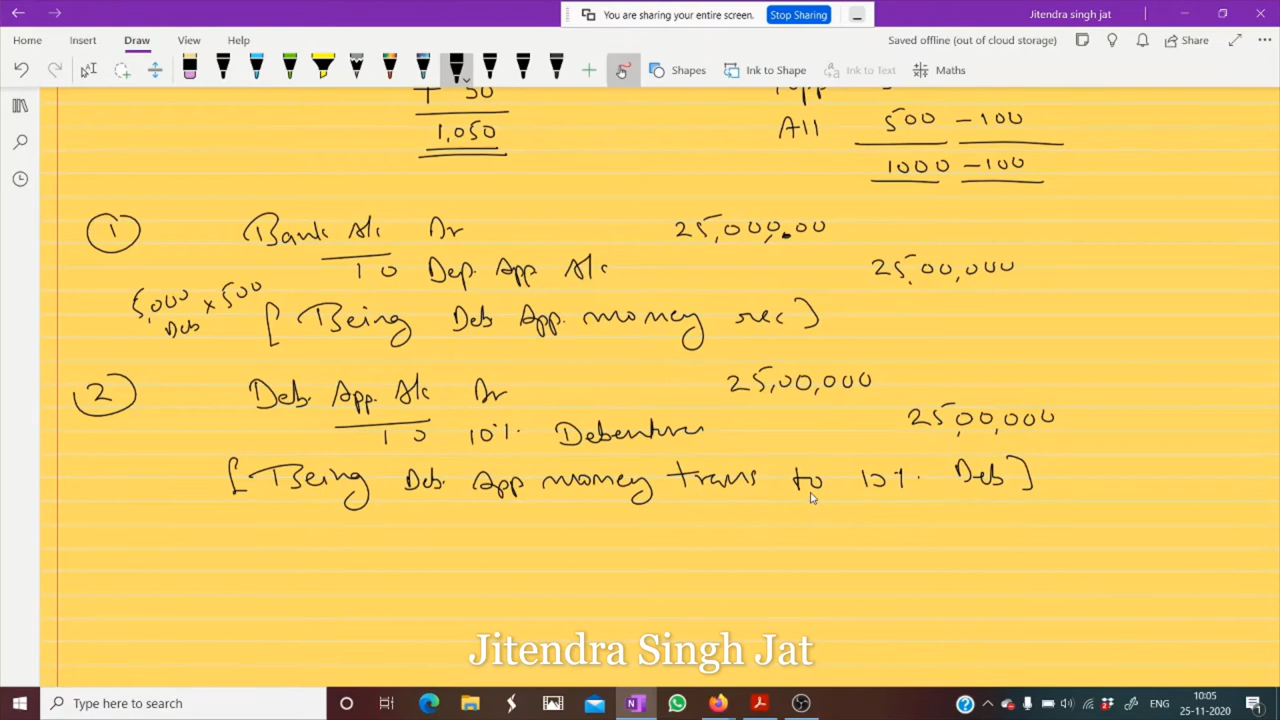 You are sharing your entire screen. Stop Sharing
Jitendra singh jat
Home Insert Draw View Help
Saved offline (out of cloud storage) Share
Shapes Ink to Shape Ink to Text Maths
+ 50
1,050
App
All 500 - 100
1000 - 100
① Bank A/c Dr 25,000,00
To Dep. App. A/c 25,00,000
5,000 × 500
Deb
[Being Deb App. money rec]
② Deb. App. A/c Dr 25,00,000
To 10%. Debentures 25,00,000
[Being Deb. App money trans to 10%. Deb]
Jitendra Singh Jat
Type here to search
ENG
10:05
25-11-2020